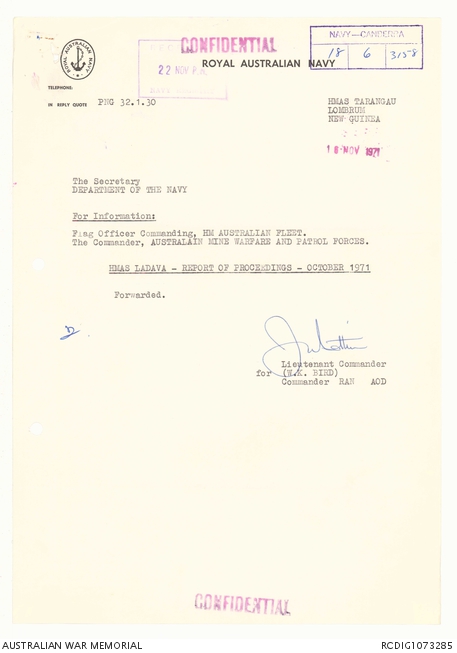 CONFIDENTIAL
NAVY-CANBERRA
18 6 3158
22 NOV
ROYAL AUSTRALIAN NAVY
ROYAL AUSTRALIAN NAVY
TELEPHONE:
IN REPLY QUOTE PNG 32.1.30
HMAS TARANGAU
LOMBRUM
NEW GUINEA
18 NOV 1971
The Secretary
DEPARTMENT OF THE NAVY
For Information:
Flag Officer Commanding, HM AUSTRALIAN FLEET.
The Commander, AUSTRALAIN MINE WARFARE AND PATROL FORCES.
HMAS LADAVA - REPORT OF PROCEEDINGS - OCTOBER 1971
Forwarded.
Lieutenant Commander
for (W.K. BIRD)
Commander RAN AOD
CONFIDENTIAL
AUSTRALIAN WAR MEMORIAL
RCDIG1073285